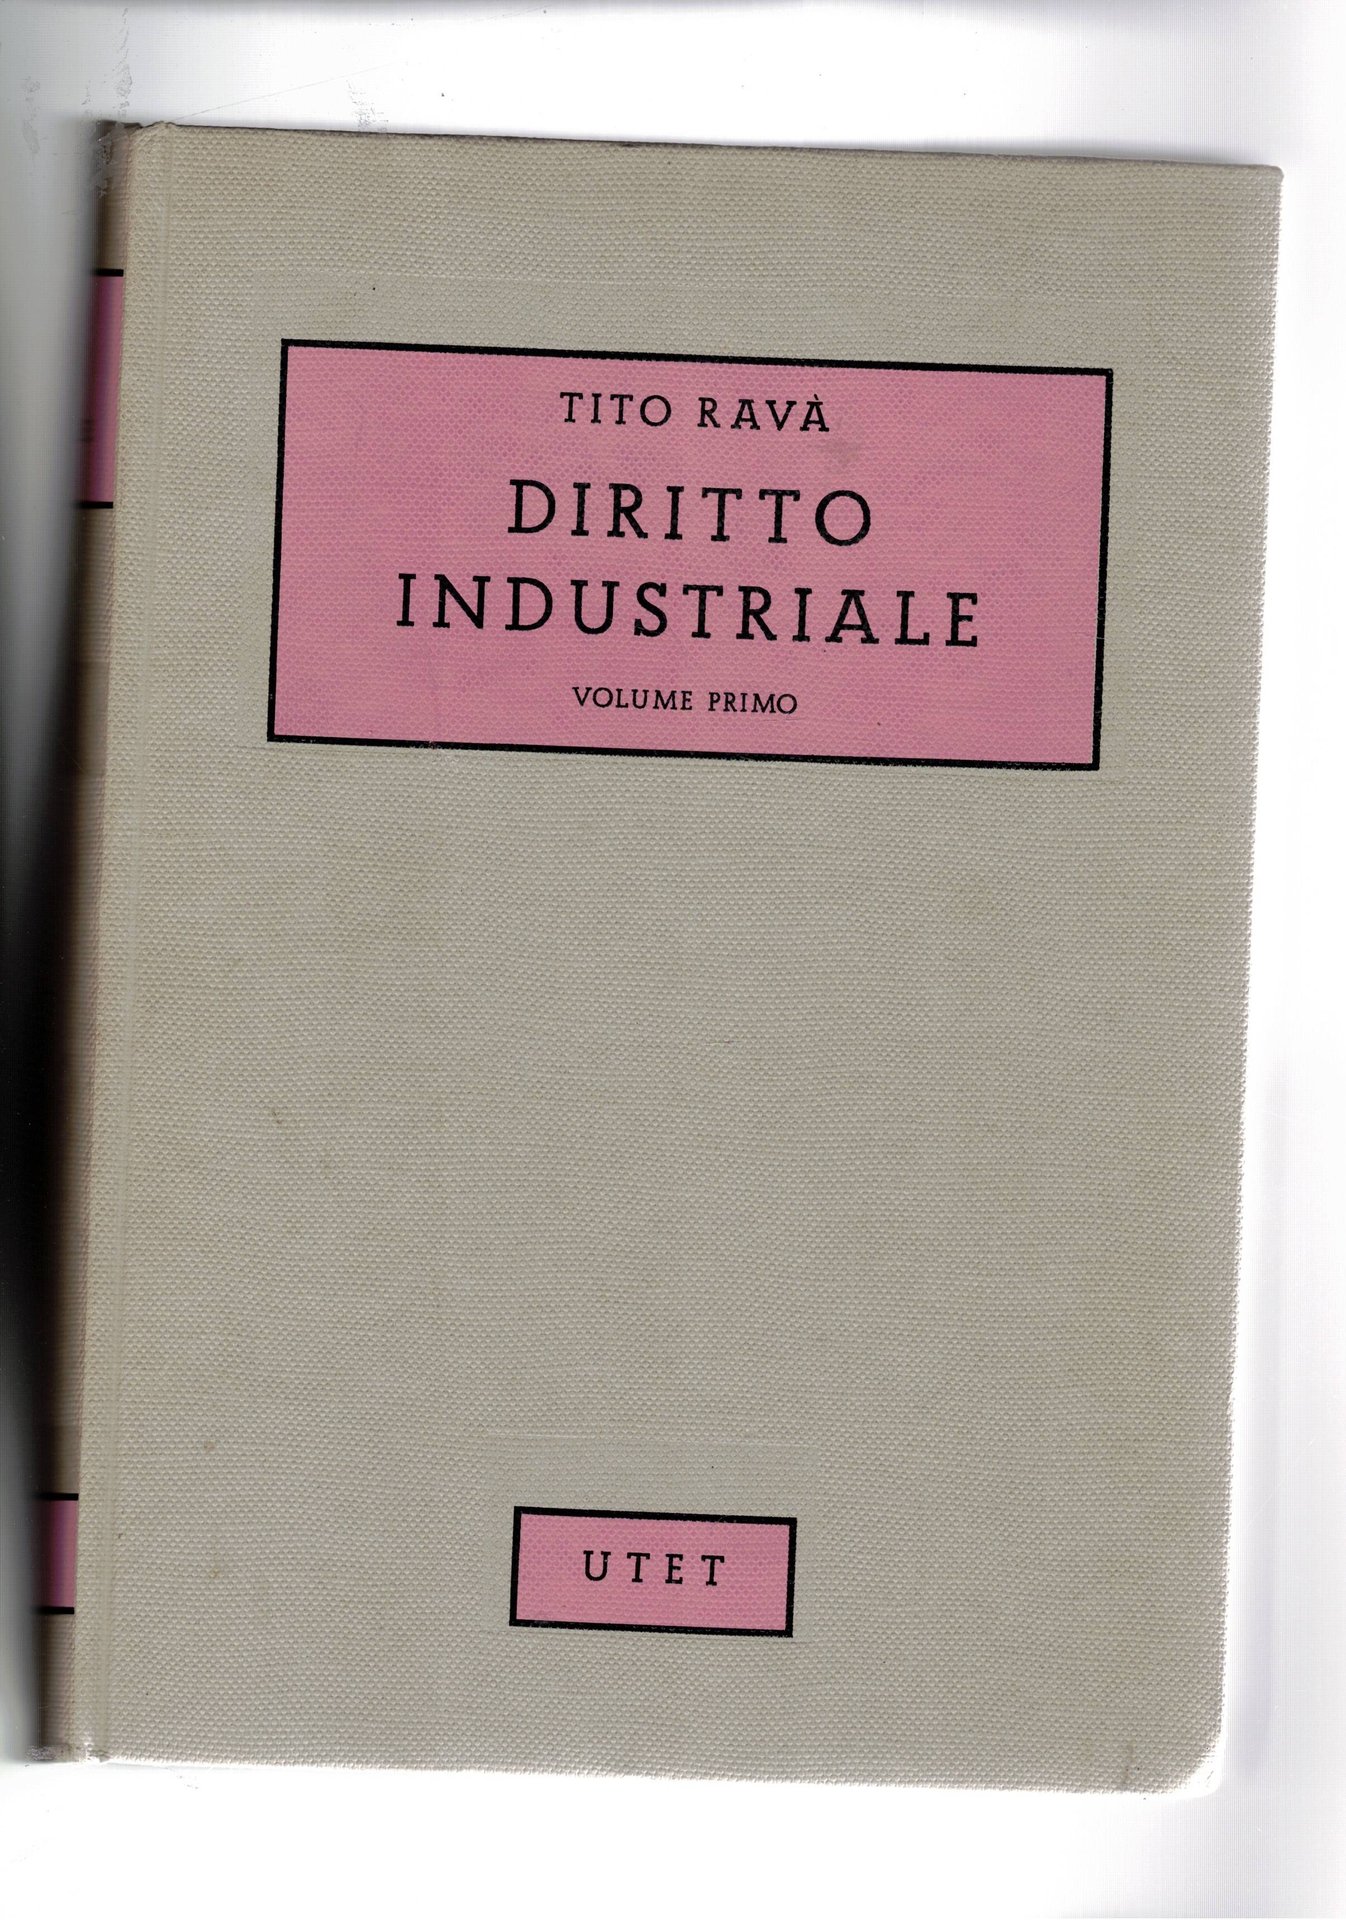 TITO RAVÀ
DIRITTO
INDUSTRIALE
VOLUME PRIMO
UTET